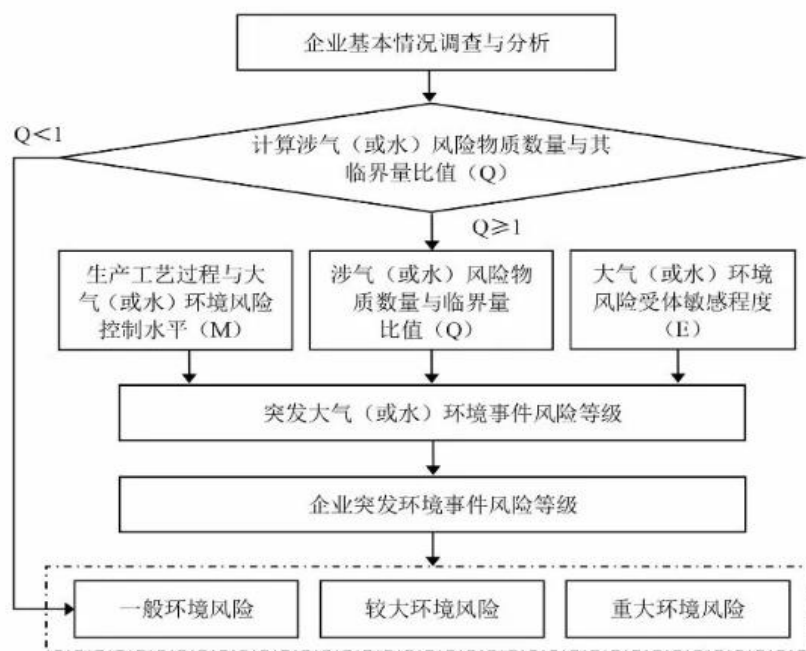 企业基本情况调查与分析
Q<1
计算涉气（或水）风险物质数量与其
临界量比值（Q）
Q≥1
生产工艺过程与大
气（或水）环境风险
控制水平（M）
涉气（或水）风险物
质数量与临界量
比值（Q）
大气（或水）环境
风险受体敏感程度
（E）
突发大气（或水）环境事件风险等级
企业突发环境事件风险等级
一般环境风险
较大环境风险
重大环境风险